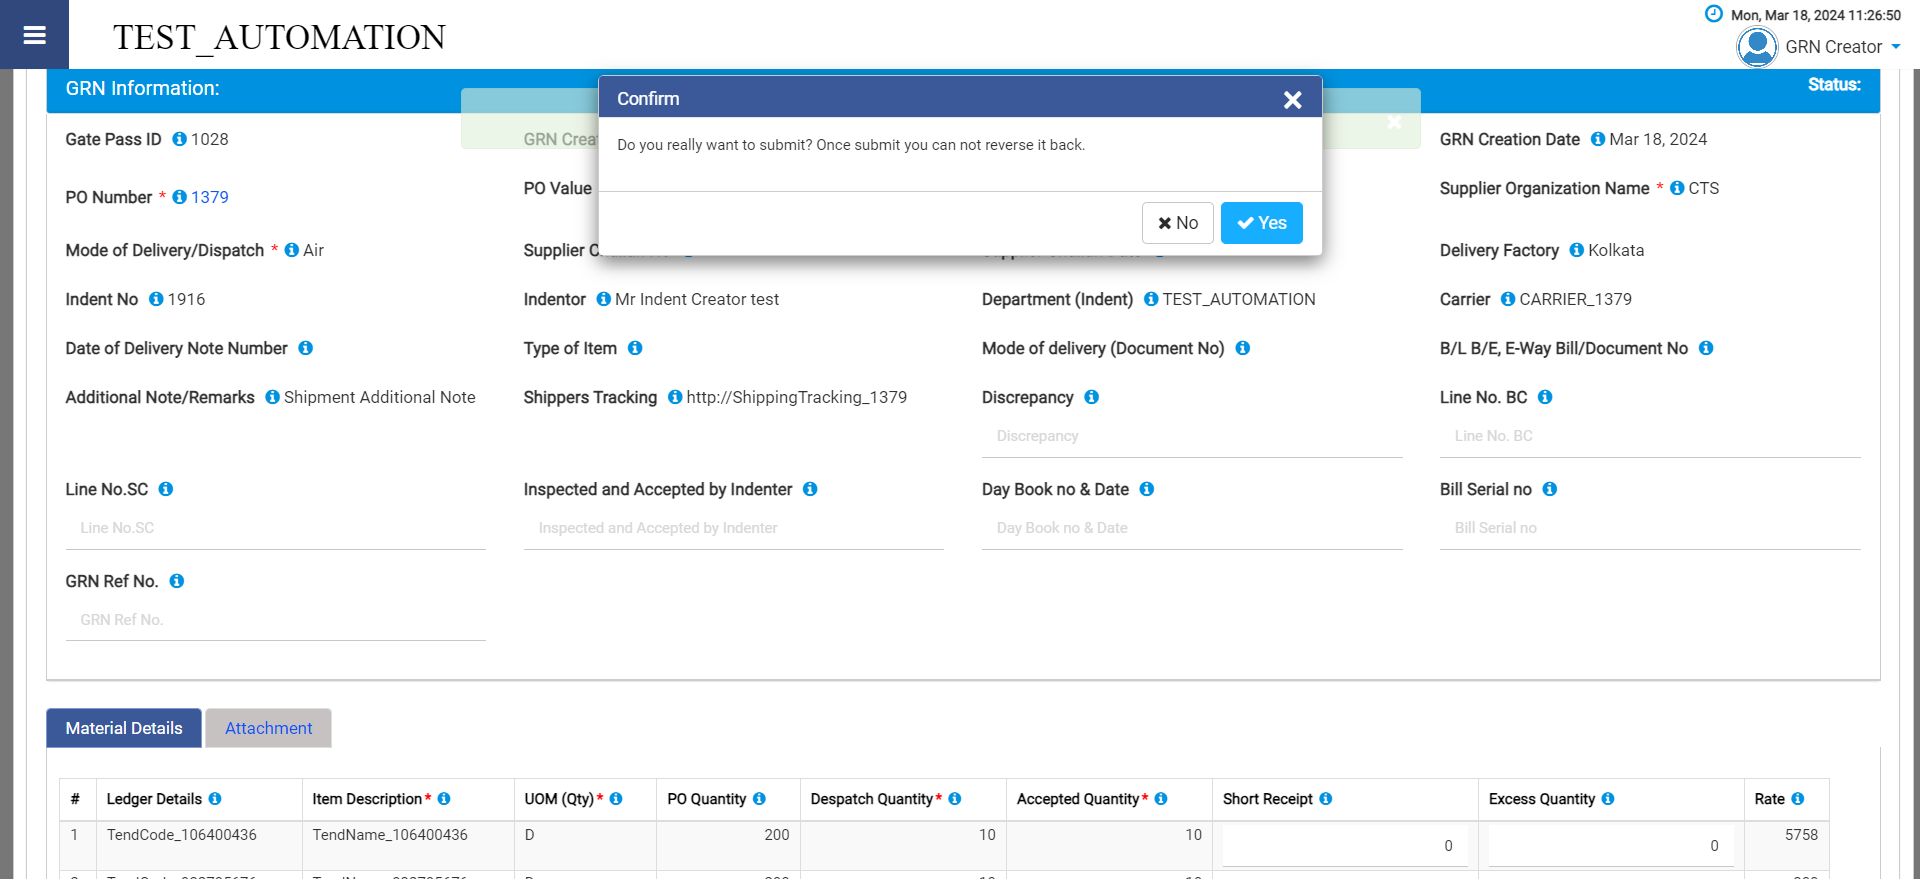 TEST_AUTOMATION
Mon, Mar 18, 2024 11:26:50
GRN Creator
GRN Information:
Status:
Confirm
Do you really want to submit? Once submit you can not reverse it back.
No
Yes
Gate Pass ID 1028
GRN Creation Date Mar 18, 2024
PO Number * 1379
PO Value
Supplier Organization Name * CTS
Mode of Delivery/Dispatch * Air
Supplier
Delivery Factory Kolkata
Indent No 1916
Indentor Mr Indent Creator test
Department (Indent) TEST_AUTOMATION
Carrier CARRIER_1379
Date of Delivery Note Number
Type of Item
Mode of delivery (Document No)
B/L B/E, E-Way Bill/Document No
Additional Note/Remarks Shipment Additional Note
Shippers Tracking http://ShippingTracking_1379
Discrepancy
Discrepancy
Line No. BC
Line No. BC
Line No.SC
Line No.SC
Inspected and Accepted by Indenter
Inspected and Accepted by Indenter
Day Book no & Date
Day Book no & Date
Bill Serial no
Bill Serial no
GRN Ref No.
GRN Ref No.
Material Details
Attachment
# Ledger Details Item Description* UOM (Qty)* PO Quantity Despatch Quantity* Accepted Quantity* Short Receipt Excess Quantity Rate
1 TendCode_106400436 TendName_106400436 D 200 10 10 0 0 5758